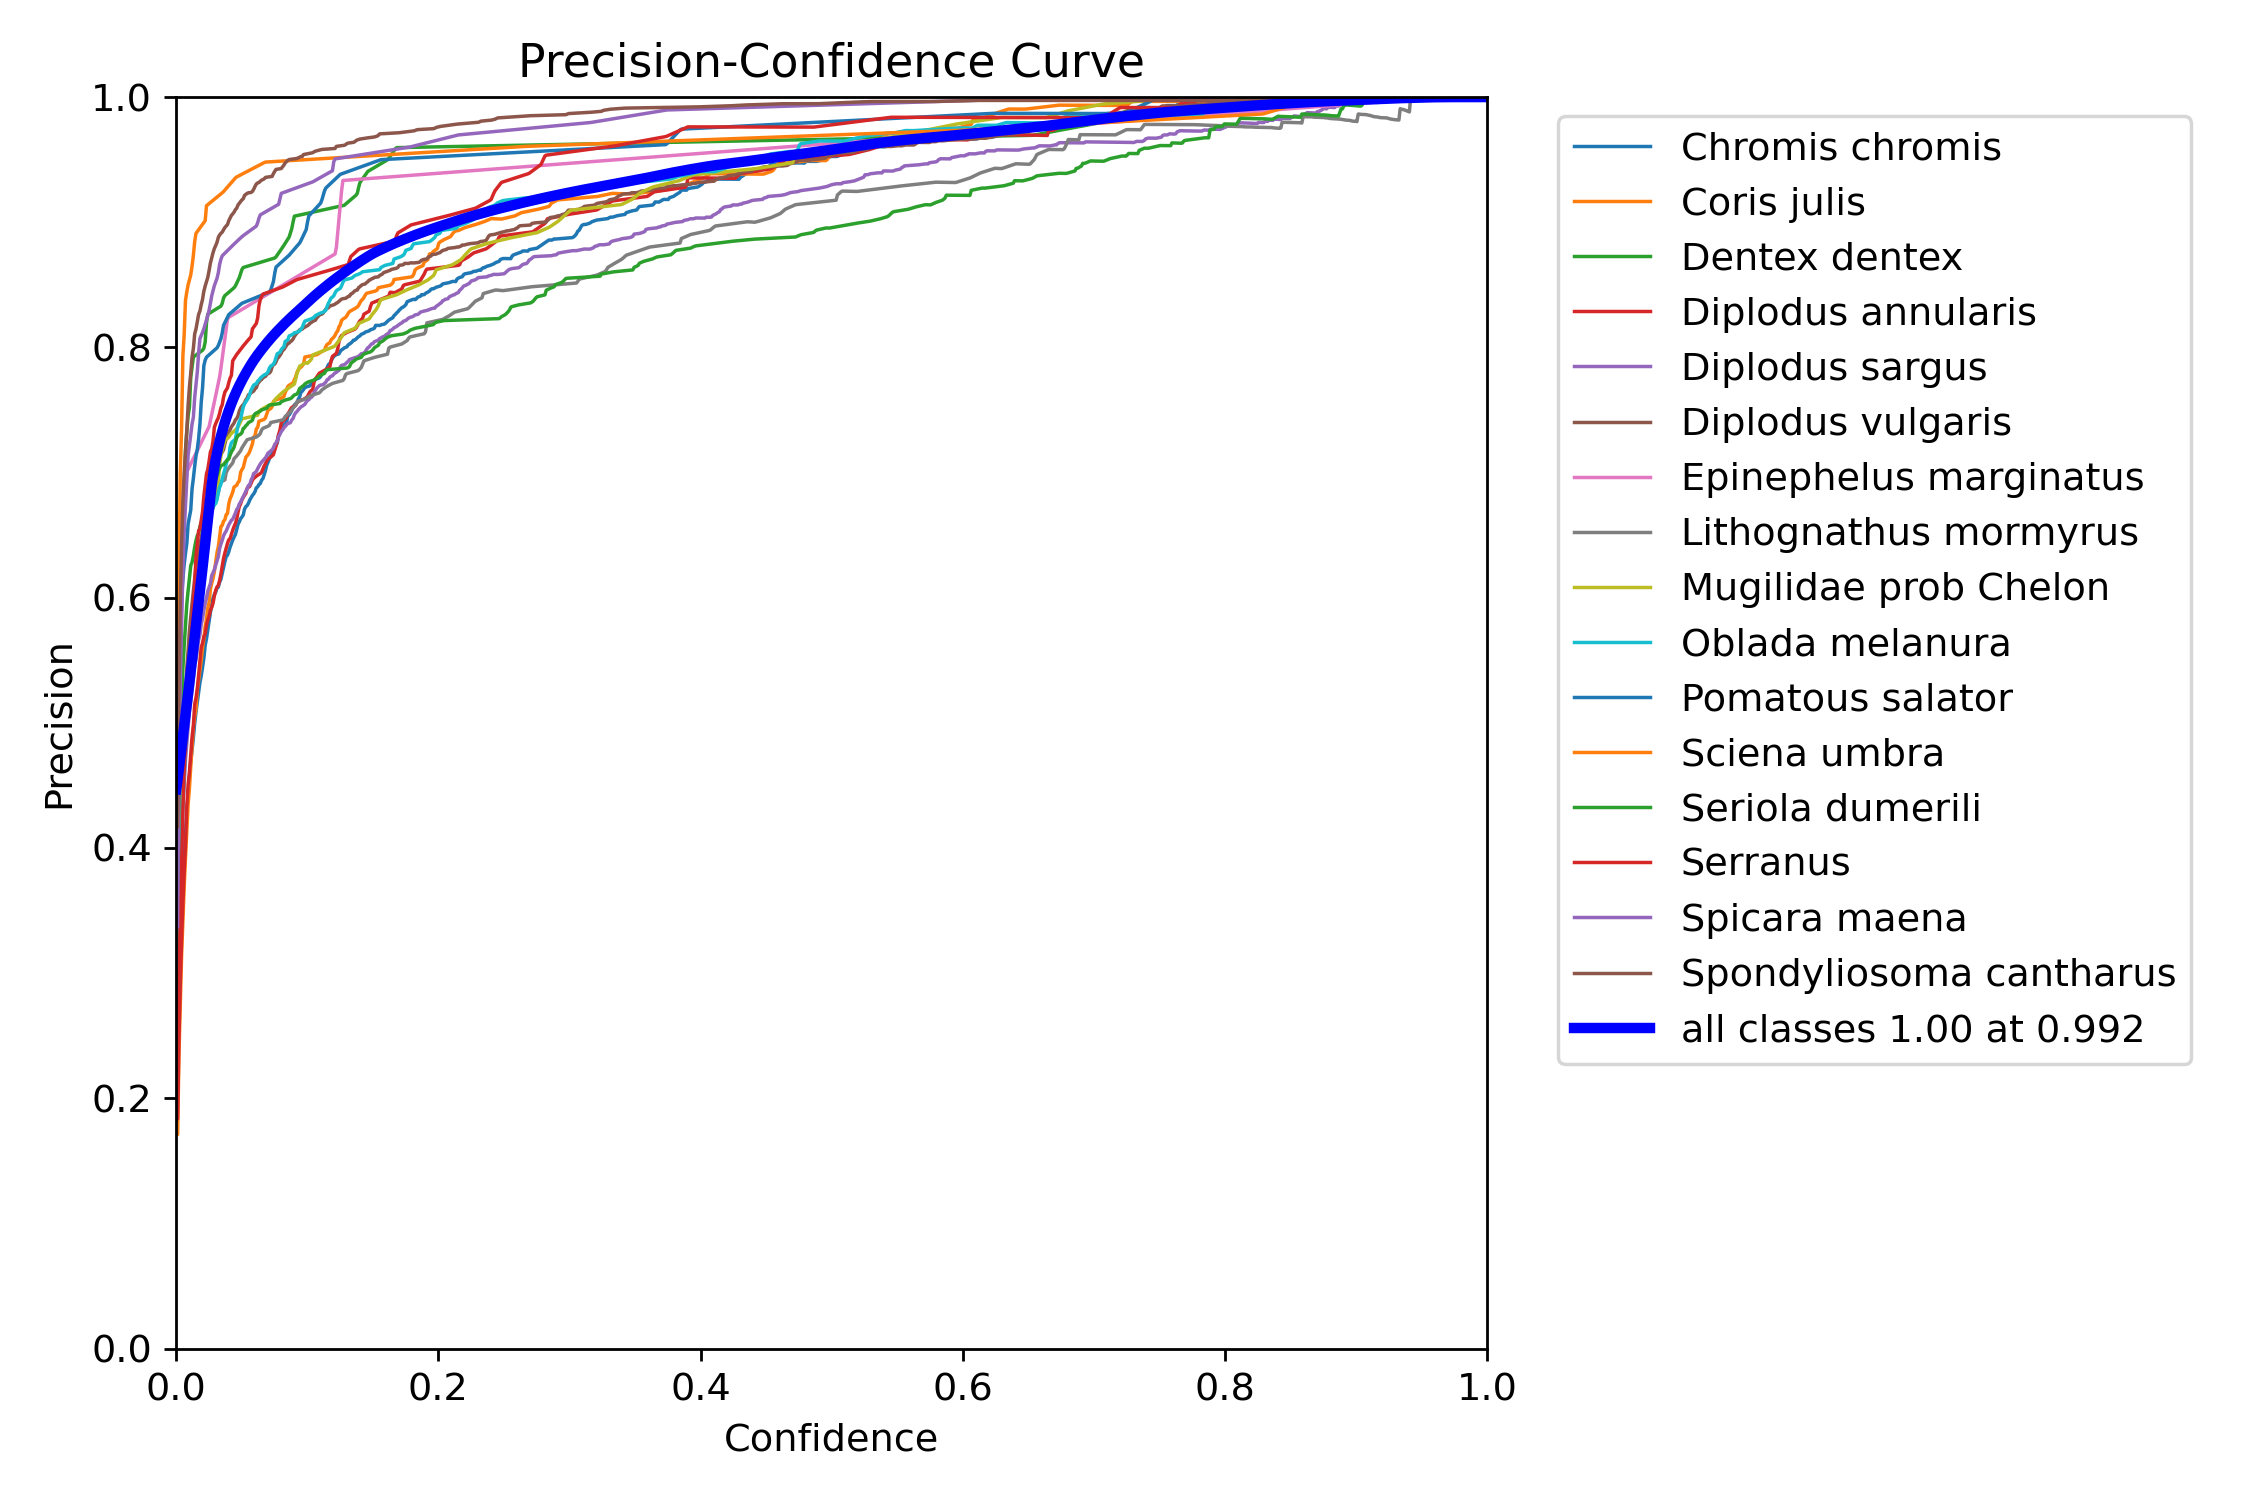 Precision-Confidence Curve
1.0
0.8
0.6
0.4
0.2
0.0
Precision
0.0 0.2 0.4 0.6 0.8 1.0
Confidence
Chromis chromis
Coris julis
Dentex dentex
Diplodus annularis
Diplodus sargus
Diplodus vulgaris
Epinephelus marginatus
Lithognathus mormyrus
Mugilidae prob Chelon
Oblada melanura
Pomatous salator
Sciena umbra
Seriola dumerili
Serranus
Spicara maena
Spondyliosoma cantharus
all classes 1.00 at 0.992